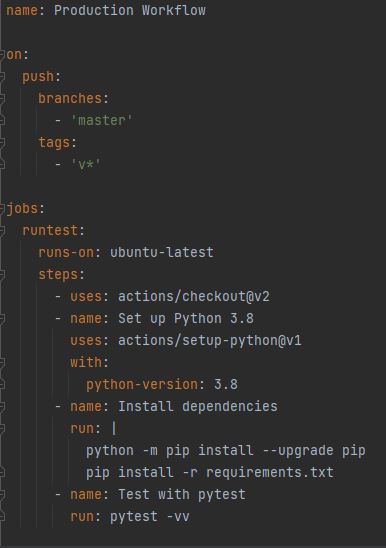 name: Production Workflow

on:
  push:
    branches:
      - 'master'
    tags:
      - 'v*'

jobs:
  runtest:
    runs-on: ubuntu-latest
    steps:
      - uses: actions/checkout@v2
      - name: Set up Python 3.8
        uses: actions/setup-python@v1
        with:
          python-version: 3.8
      - name: Install dependencies
        run: |
          python -m pip install --upgrade pip
          pip install -r requirements.txt
      - name: Test with pytest
        run: pytest -vv